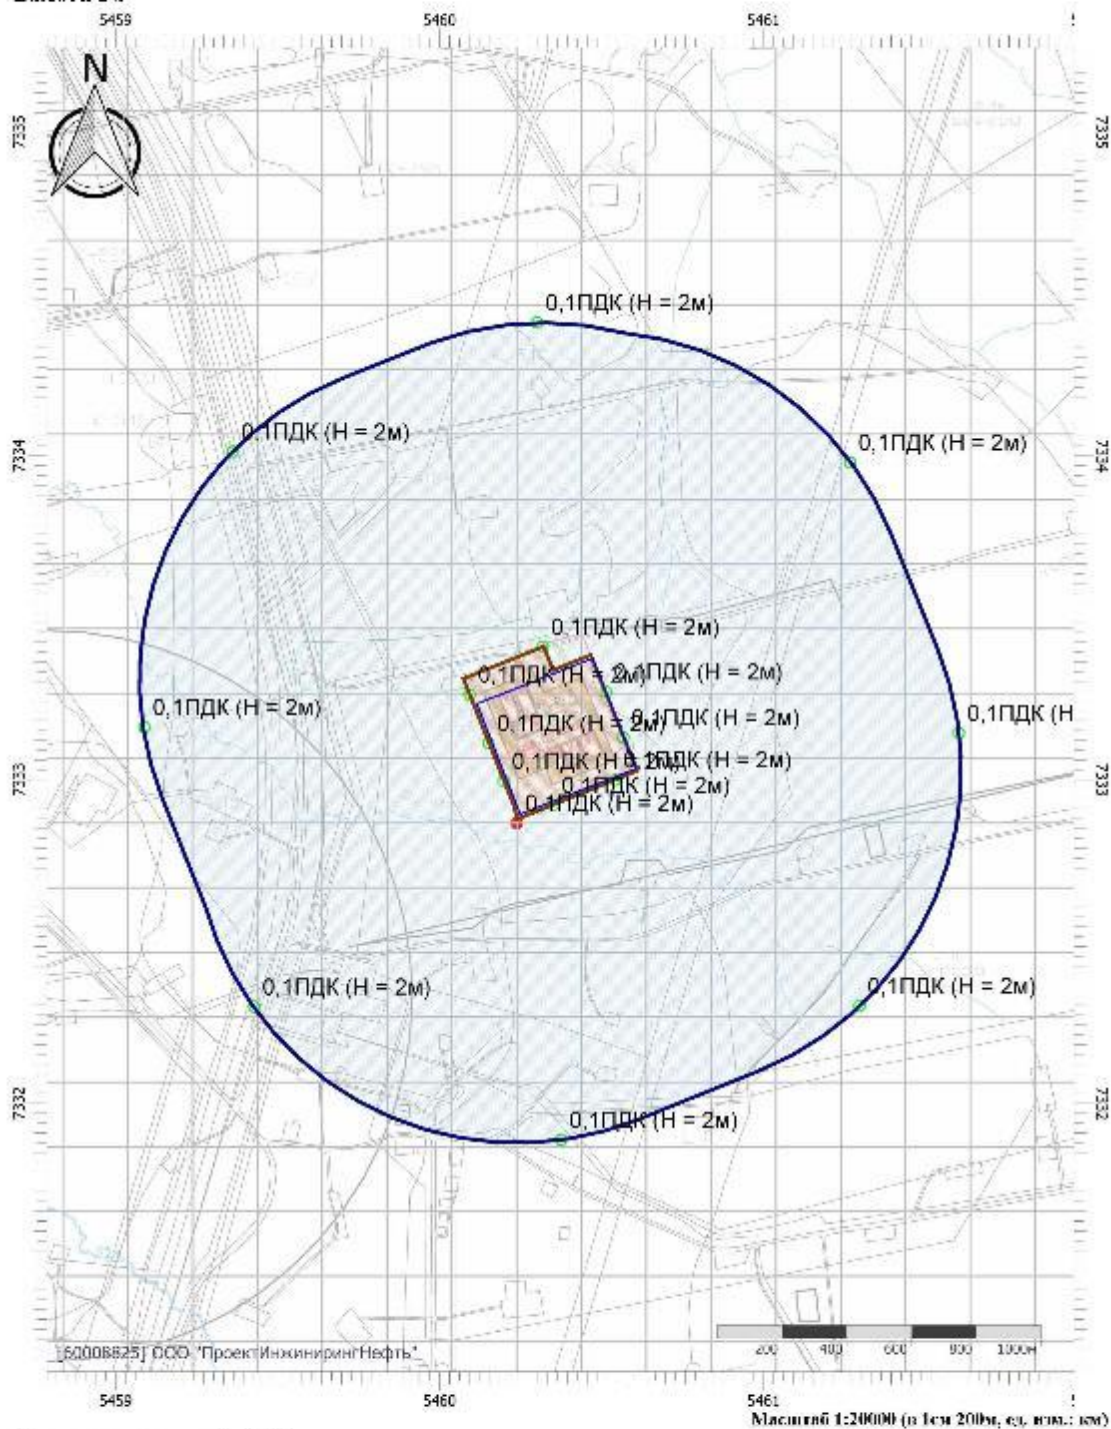 5459 5460 5461
N
7335 7335
0,1ПДК (H = 2м)
0,1ПДК (H = 2м)
0,1ПДК (H = 2м)
7334 7334
0,1ПДК (H = 2м)
0,1ПДК (H = 2м)
0,1ПДК (H = 2м)
0,1ПДК (H = 2м)
0,1ПДК (H
0,1ПДК (H = 2м)
0,1ПДК (H = 2м)
0,1ПДК (H = 2м)
0,1ПДК (H = 2м)
0,1ПДК (H = 2м)
0,1ПДК (H = 2м)
7333 7333
0,1ПДК (H = 2м)
0,1ПДК (H = 2м)
7332 7332
0,1ПДК (H = 2м)
200 400 600 800 1000м
[60008825] ООО "ПроектИнжинирингНефть"
5459 5460 5461
Масштаб 1:20000 (в 1см 200м, ед. изм.: км)